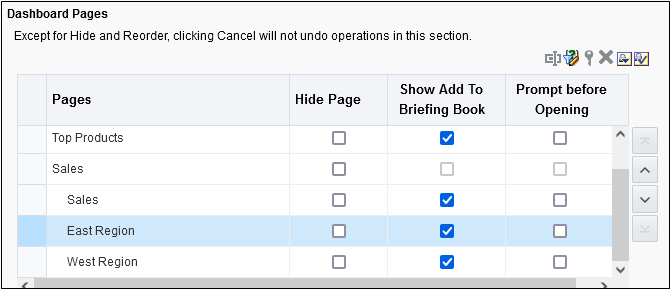 Dashboard Pages
Except for Hide and Reorder, clicking Cancel will not undo operations in this section.
Pages
Hide Page
Show Add To
Briefing Book
Prompt before
Opening
Top Products
Sales
Sales
East Region
West Region